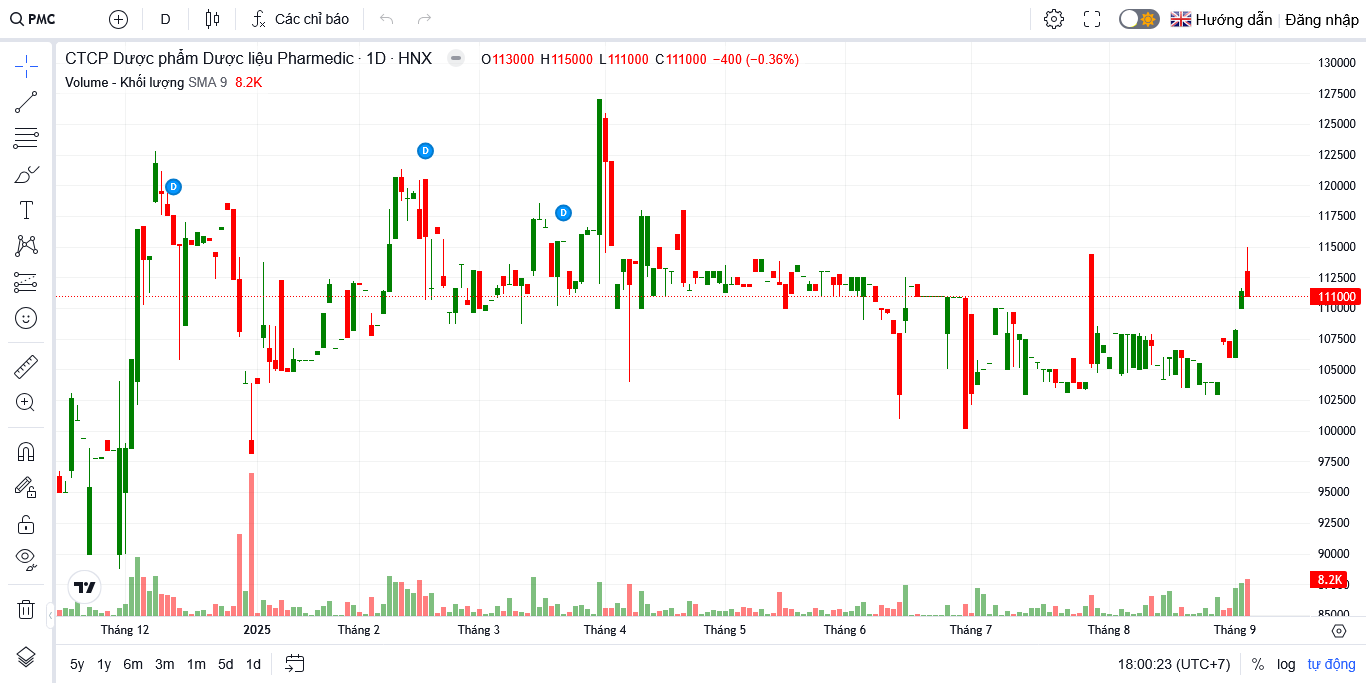 PMC D Các chỉ báo Hướng dẫn Đăng nhập
CTCP Dược phẩm Dược liệu Pharmedic · 1D · HNX O113000 H115000 L111000 C111000 −400 (−0.36%)
Volume - Khối lượng SMA 9 8.2K
D
D
D
130000
127500
125000
122500
120000
117500
115000
112500
111000
110000
107500
105000
102500
100000
97500
95000
92500
90000
8.2K
85000
Tháng 12 2025 Tháng 2 Tháng 3 Tháng 4 Tháng 5 Tháng 6 Tháng 7 Tháng 8 Tháng 9
5y 1y 6m 3m 1m 5d 1d 18:00:23 (UTC+7) % log tự động